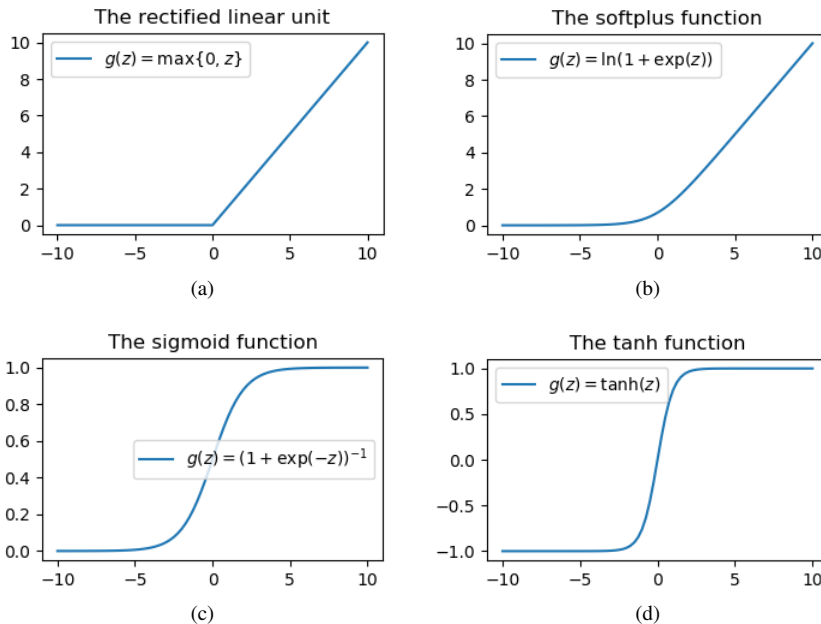 The rectified linear unit
g(z) = max{0, z}
10
8
6
4
2
0
−10 −5 0 5 10
(a)
The softplus function
g(z) = ln(1 + exp(z))
10
8
6
4
2
0
−10 −5 0 5 10
(b)
The sigmoid function
1.0
0.8
0.6
g(z) = (1 + exp(−z))⁻¹
0.4
0.2
0.0
−10 −5 0 5 10
(c)
The tanh function
g(z) = tanh(z)
1.0
0.5
0.0
−0.5
−1.0
−10 −5 0 5 10
(d)